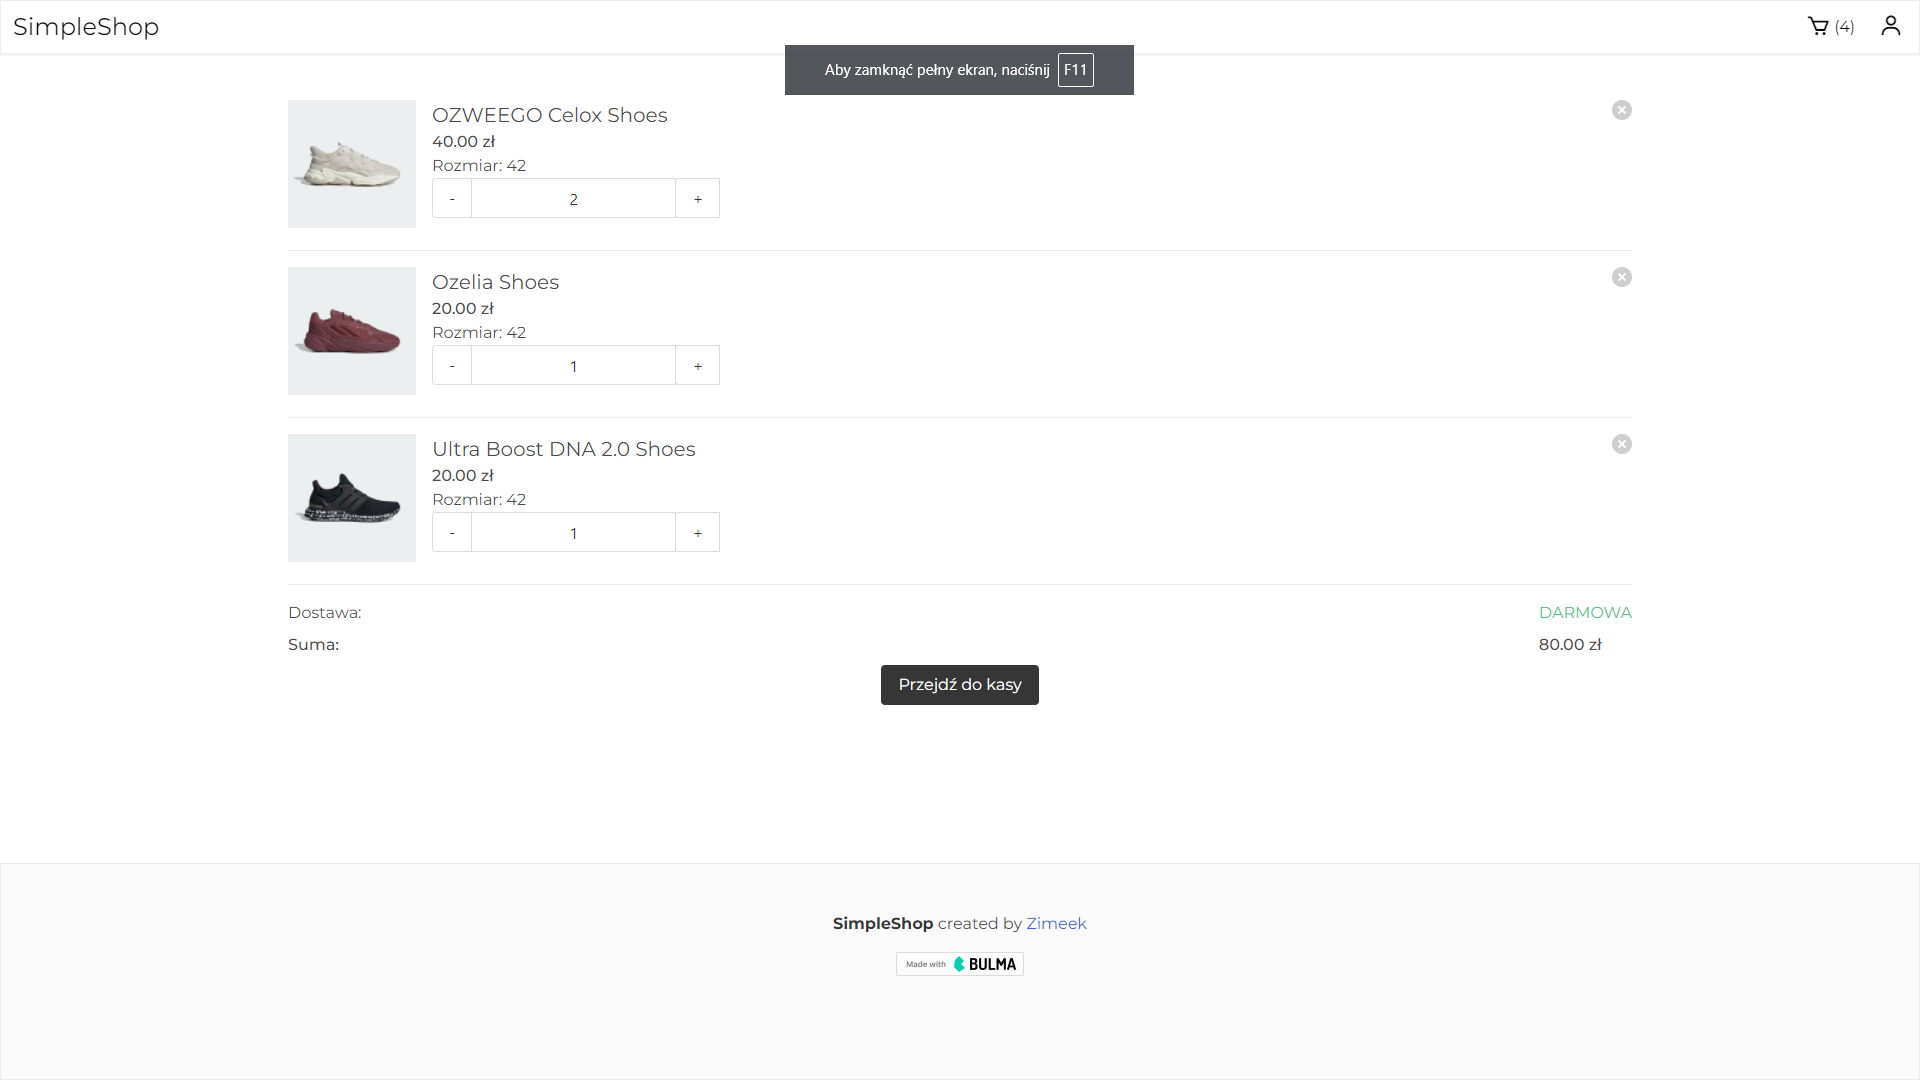 SimpleShop
(4)
Aby zamknąć pełny ekran, naciśnij F11
OZWEEGO Celox Shoes
40.00 zł
Rozmiar: 42
- 2 +
Ozelia Shoes
20.00 zł
Rozmiar: 42
- 1 +
Ultra Boost DNA 2.0 Shoes
20.00 zł
Rozmiar: 42
- 1 +
Dostawa: DARMOWA
Suma: 80.00 zł
Przejdź do kasy
SimpleShop created by Zimeek
Made with BULMA